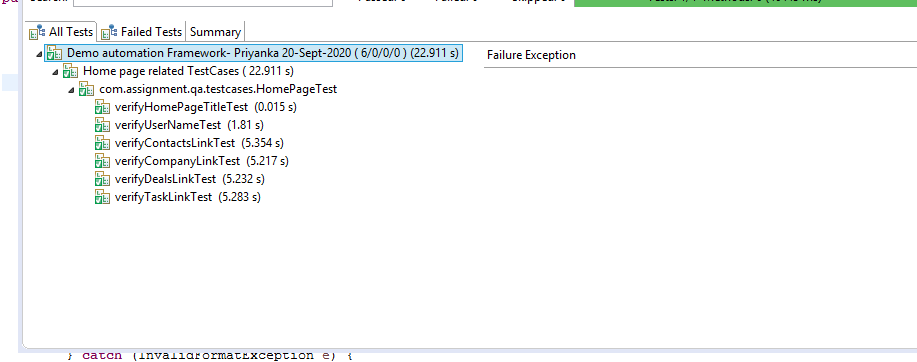 All Tests Failed Tests Summary
Demo automation Framework- Priyanka 20-Sept-2020 ( 6/0/0/0 ) (22.911 s)
Failure Exception
Home page related TestCases ( 22.911 s)
com.assignment.qa.testcases.HomePageTest
verifyHomePageTitleTest (0.015 s)
verifyUserNameTest (1.81 s)
verifyContactsLinkTest (5.354 s)
verifyCompanyLinkTest (5.217 s)
verifyDealsLinkTest (5.232 s)
verifyTaskLinkTest (5.283 s)
} catch (InvalidFormatException e) {